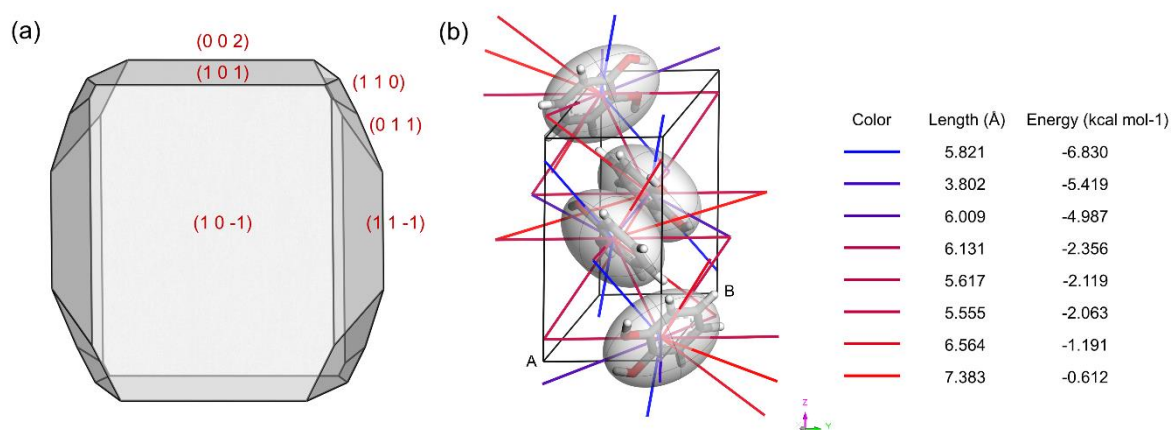 (a)
(0 0 2)
(1 0 1)
(1 1 0)
(0 1 1)
(1 0 -1)
(1 1 -1)
(b)
A
B
Z
Y
Color Length (Å) Energy (kcal mol-1)
5.821 -6.830
3.802 -5.419
6.009 -4.987
6.131 -2.356
5.617 -2.119
5.555 -2.063
6.564 -1.191
7.383 -0.612